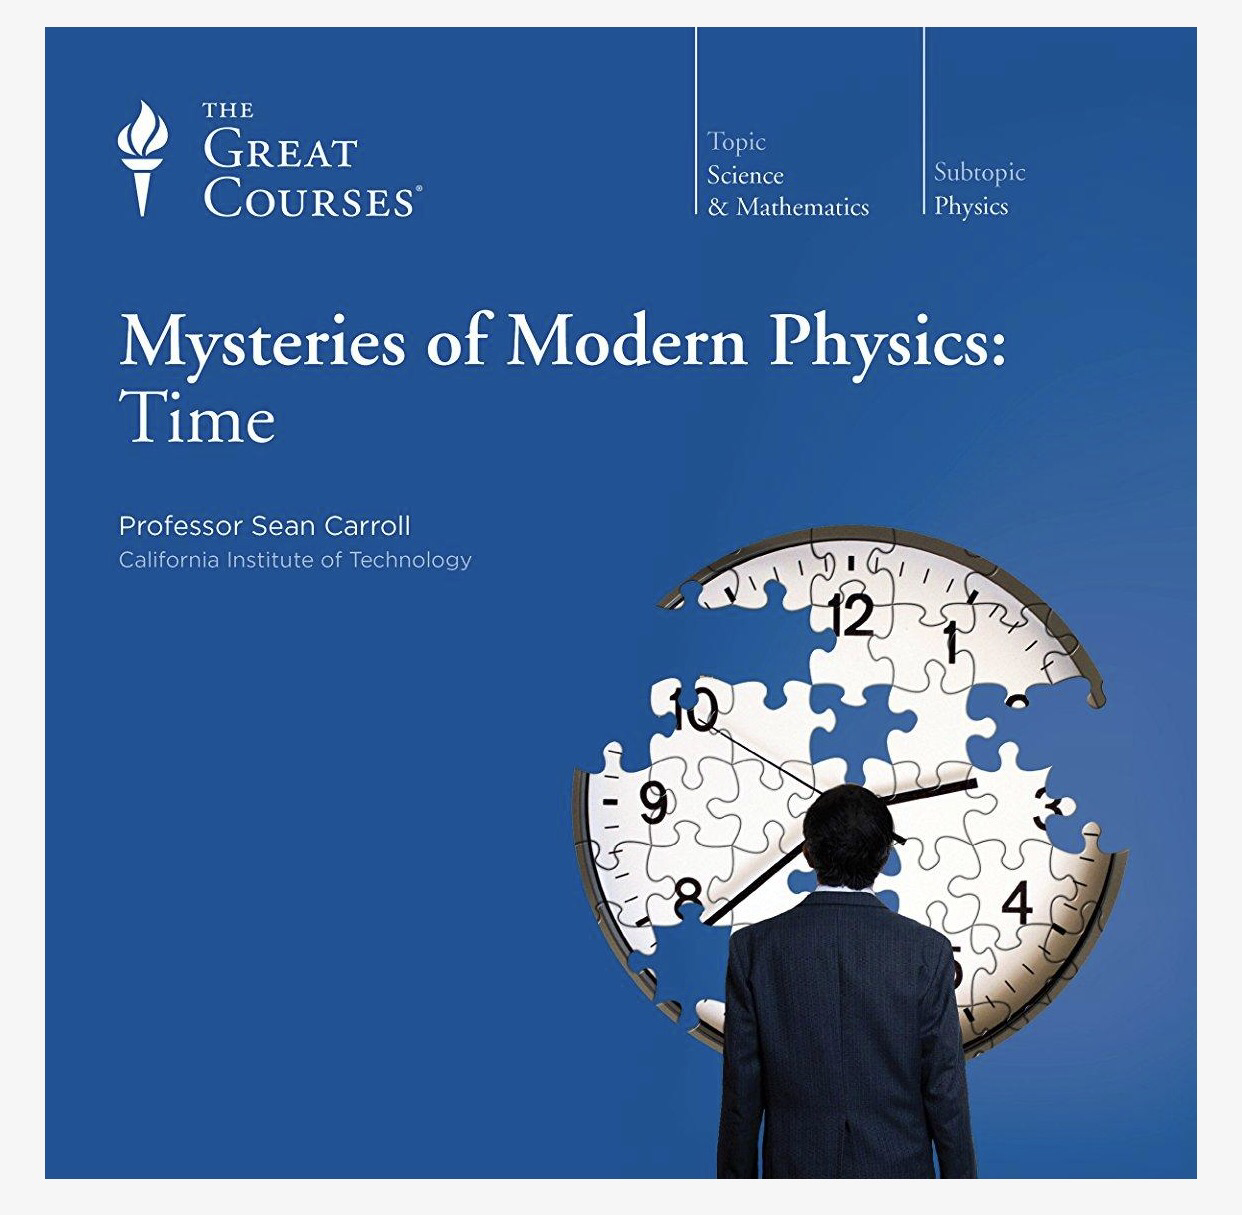 THE
GREAT
COURSES®
Topic
Science
& Mathematics
Subtopic
Physics
Mysteries of Modern Physics:
Time
Professor Sean Carroll
California Institute of Technology
12
1
10
9
3
8
4
5